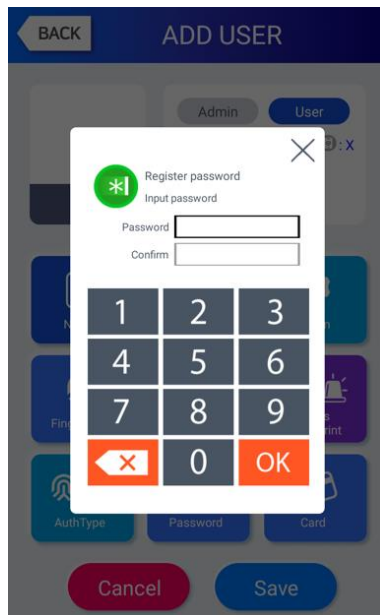 BACK
ADD USER
Admin
User
: X
Register password
Input password
Password
Confirm
1 2 3
4 5 6
7 8 9
0 OK
AuthType
Password
Card
Cancel
Save